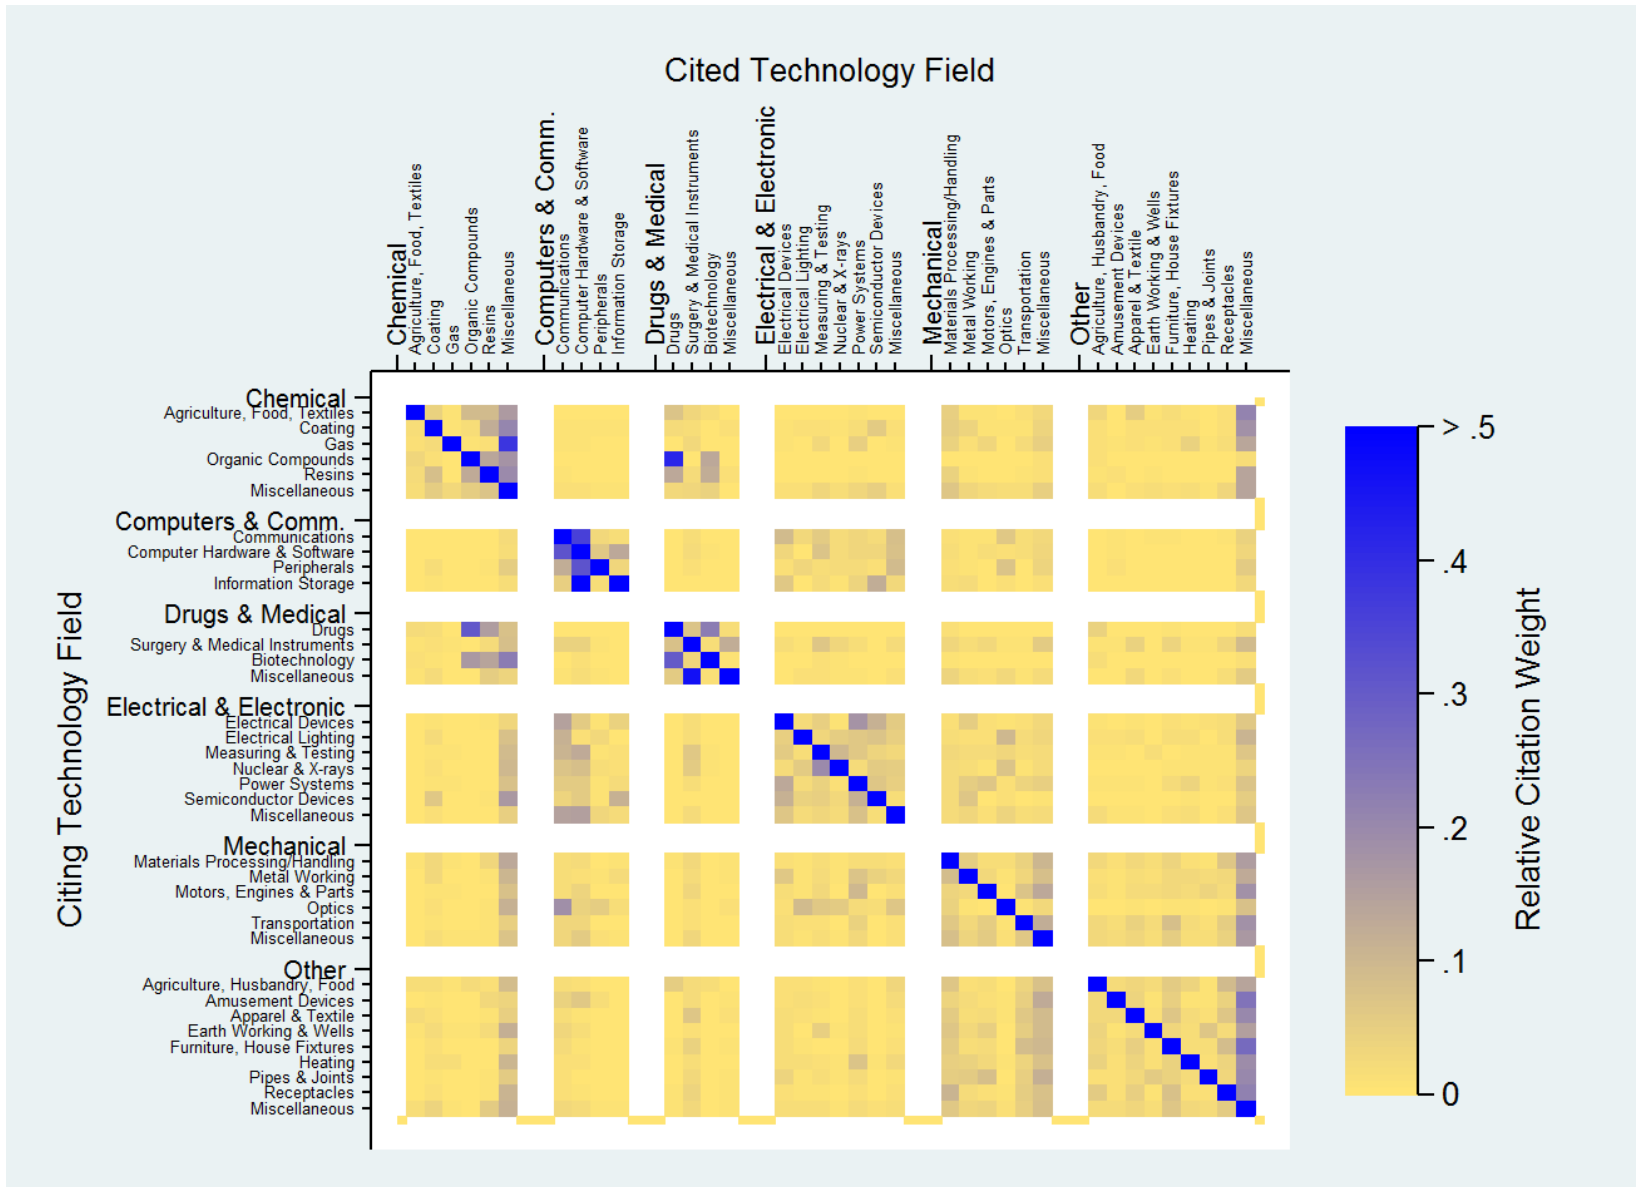 Cited Technology Field
Chemical
Agriculture, Food, Textiles
Coating
Gas
Organic Compounds
Resins
Miscellaneous
Computers & Comm.
Communications
Computer Hardware & Software
Peripherals
Information Storage
Drugs & Medical
Drugs
Surgery & Medical Instruments
Biotechnology
Miscellaneous
Electrical & Electronic
Electrical Devices
Electrical Lighting
Measuring & Testing
Nuclear & X-rays
Power Systems
Semiconductor Devices
Miscellaneous
Mechanical
Materials Processing/Handling
Metal Working
Motors, Engines & Parts
Optics
Transportation
Miscellaneous
Other
Agriculture, Husbandry, Food
Amusement Devices
Apparel & Textile
Earth Working & Wells
Furniture, House Fixtures
Heating
Pipes & Joints
Receptacles
Miscellaneous
Citing Technology Field
Chemical
Agriculture, Food, Textiles
Coating
Gas
Organic Compounds
Resins
Miscellaneous
Computers & Comm.
Communications
Computer Hardware & Software
Peripherals
Information Storage
Drugs & Medical
Drugs
Surgery & Medical Instruments
Biotechnology
Miscellaneous
Electrical & Electronic
Electrical Devices
Electrical Lighting
Measuring & Testing
Nuclear & X-rays
Power Systems
Semiconductor Devices
Miscellaneous
Mechanical
Materials Processing/Handling
Metal Working
Motors, Engines & Parts
Optics
Transportation
Miscellaneous
Other
Agriculture, Husbandry, Food
Amusement Devices
Apparel & Textile
Earth Working & Wells
Furniture, House Fixtures
Heating
Pipes & Joints
Receptacles
Miscellaneous
> .5
.4
.3
.2
.1
0
Relative Citation Weight